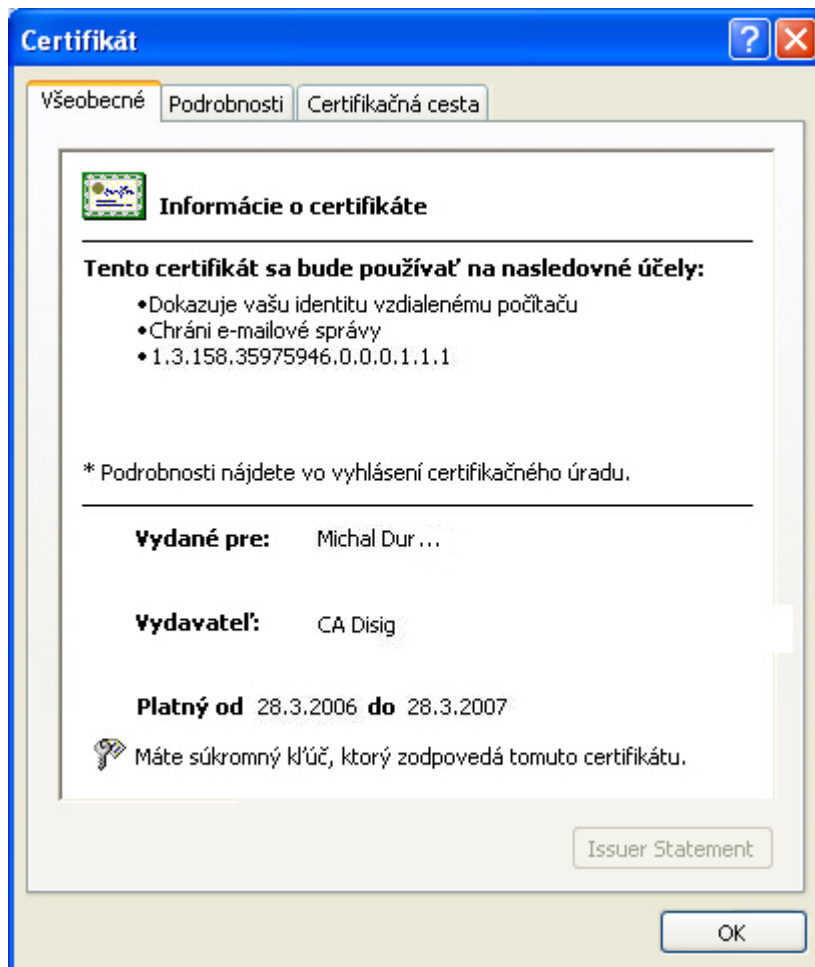 Certifikát
Všeobecné Podrobnosti Certifikačná cesta
Informácie o certifikáte
Tento certifikát sa bude používať na nasledovné účely:
•Dokazuje vašu identitu vzdialenému počítaču
•Chráni e-mailové správy
•1.3.158.35975946.0.0.0.1.1.1
* Podrobnosti nájdete vo vyhlásení certifikačného úradu.
Vydané pre: Michal Dur...
Vydavateľ: CA Disig
Platný od 28.3.2006 do 28.3.2007
Máte súkromný kľúč, ktorý zodpovedá tomuto certifikátu.
Issuer Statement
OK